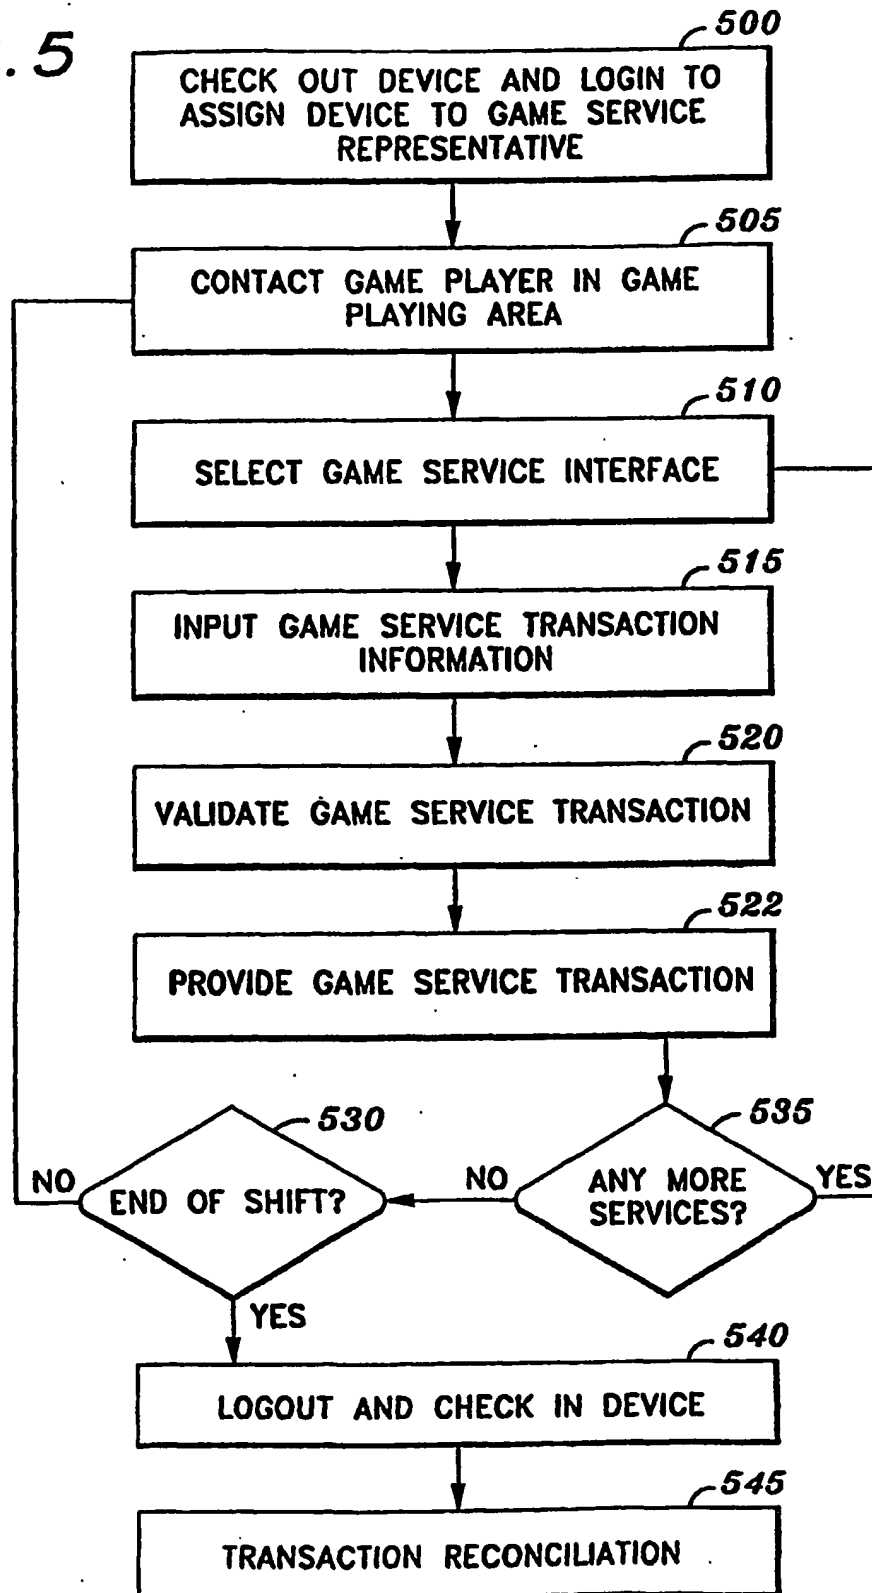 .5
500
CHECK OUT DEVICE AND LOGIN TO
ASSIGN DEVICE TO GAME SERVICE
REPRESENTATIVE
505
CONTACT GAME PLAYER IN GAME
PLAYING AREA
510
SELECT GAME SERVICE INTERFACE
515
INPUT GAME SERVICE TRANSACTION
INFORMATION
520
VALIDATE GAME SERVICE TRANSACTION
522
PROVIDE GAME SERVICE TRANSACTION
530
535
NO
END OF SHIFT?
NO
ANY MORE
SERVICES?
YES
YES
540
LOGOUT AND CHECK IN DEVICE
545
TRANSACTION RECONCILIATION